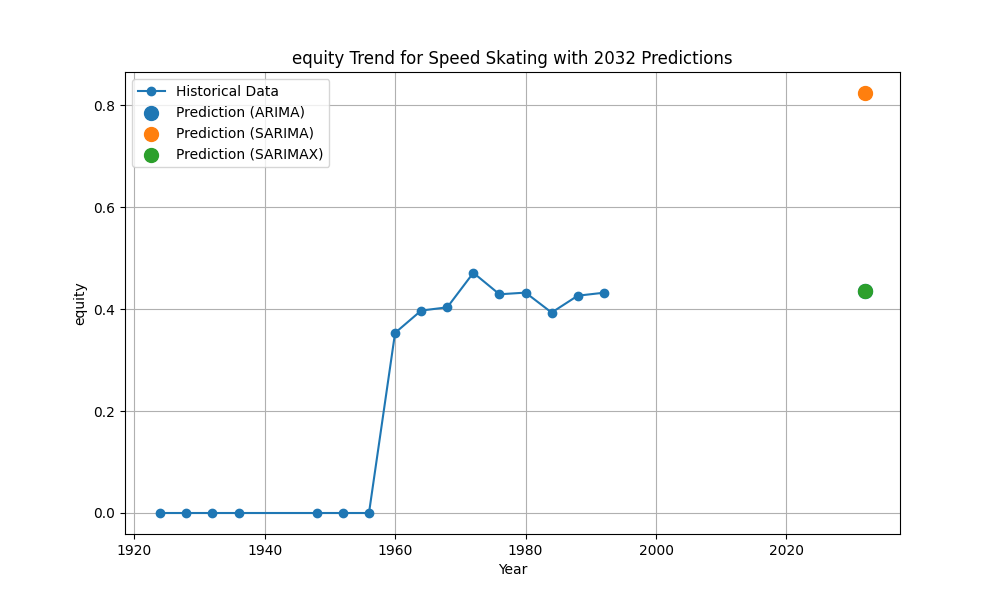 equity Trend for Speed Skating with 2032 Predictions
Historical Data
Prediction (ARIMA)
Prediction (SARIMA)
Prediction (SARIMAX)
equity
0.8
0.6
0.4
0.2
0.0
1920 1940 1960 1980 2000 2020
Year